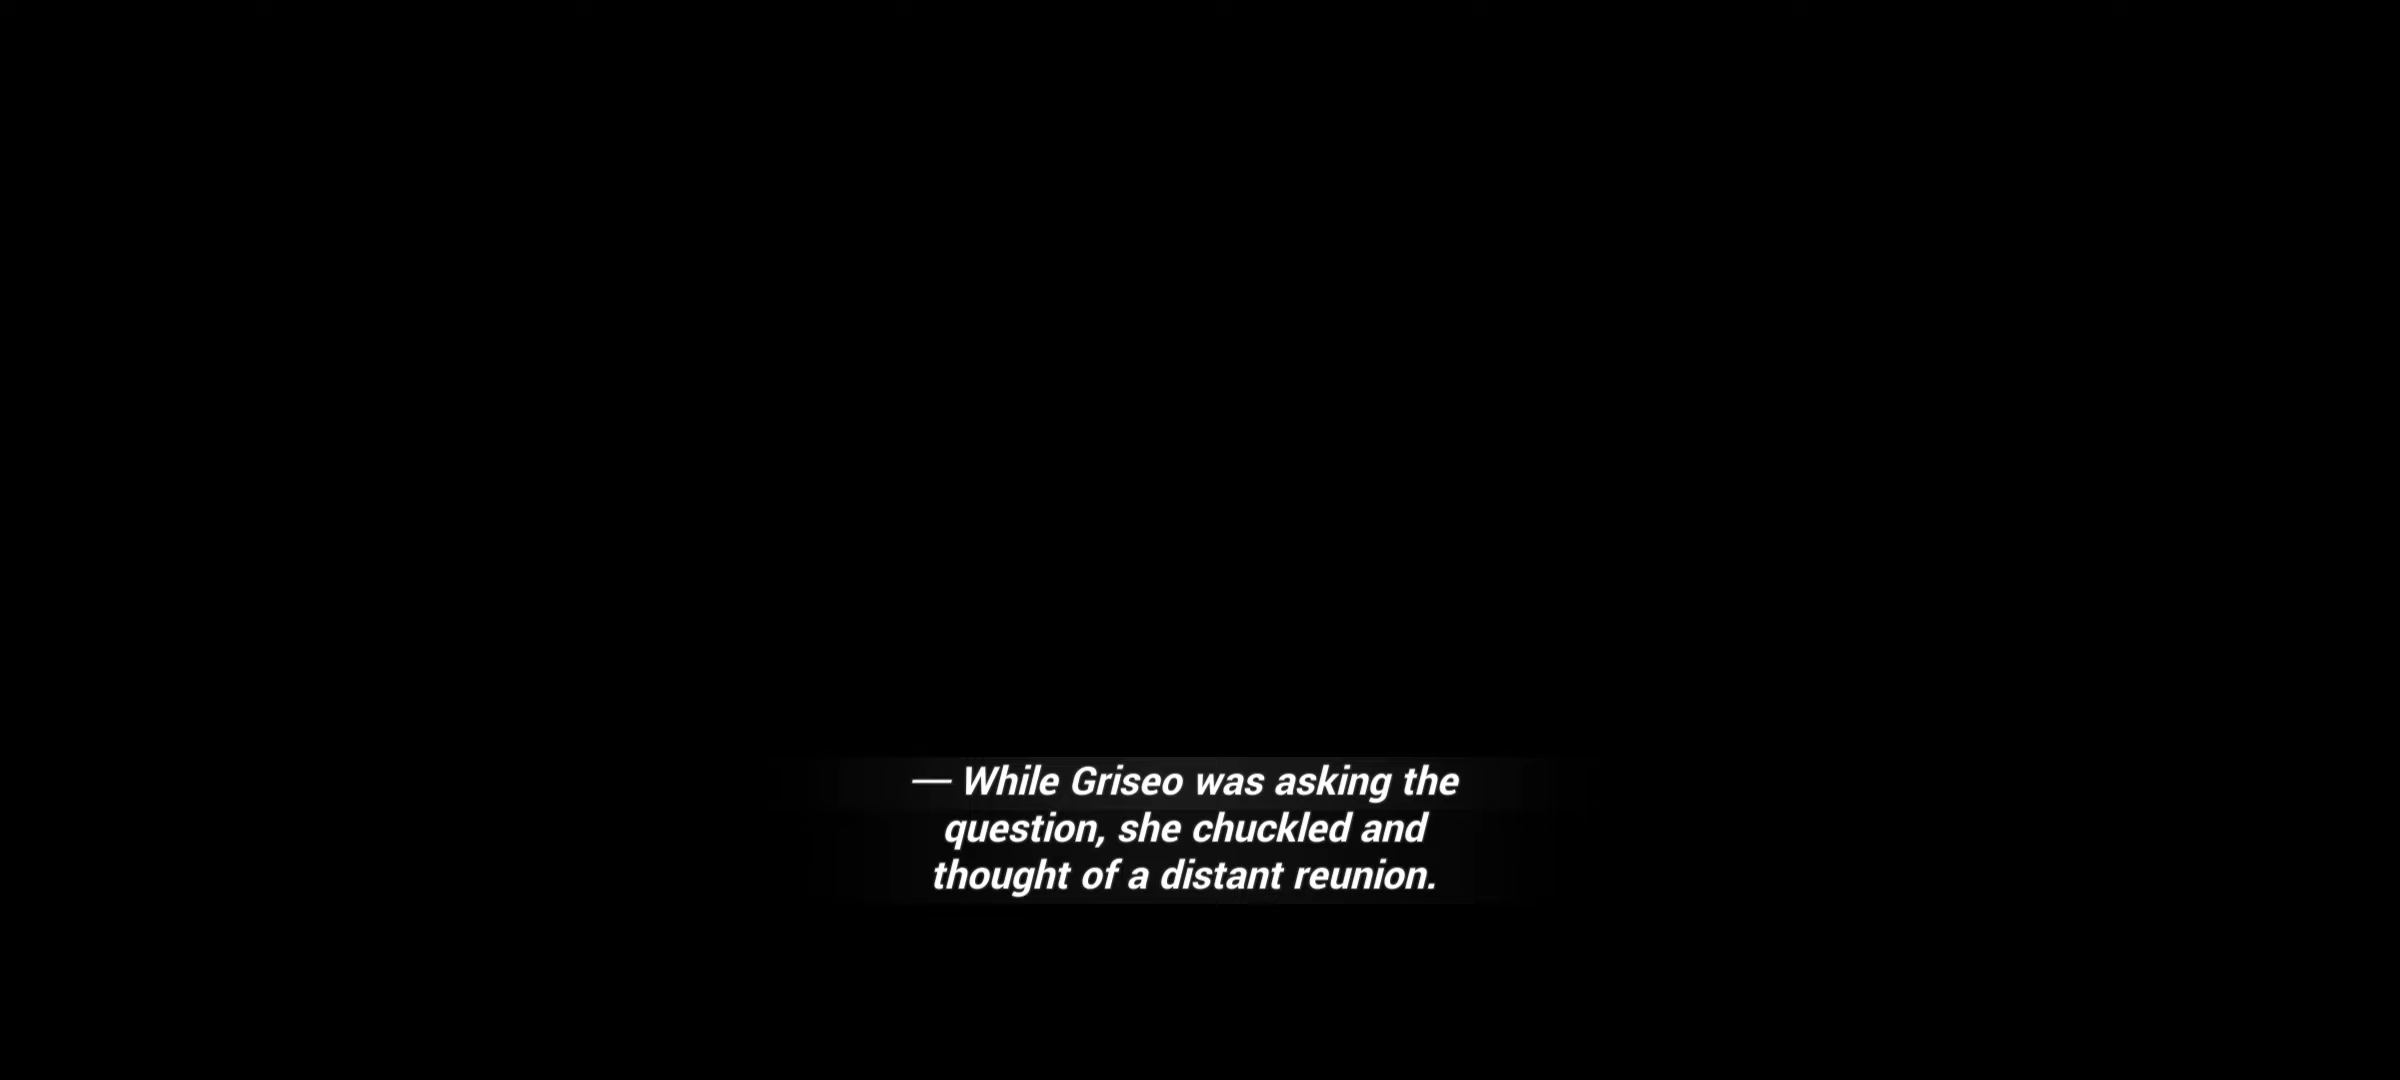 — While Griseo was asking the
question, she chuckled and
thought of a distant reunion.